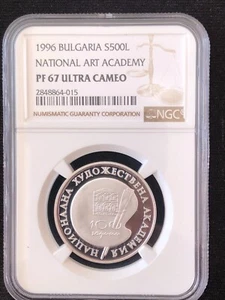 1996 BULGARIA S500L
NATIONAL ART ACADEMY
PF 67 ULTRA CAMEO
2848864-015
NUMISMATIC GUARANTY CORPORATION
NGC
НАЦИОНАЛНА ХУДОЖЕСТВЕНА АКАДЕМИЯ